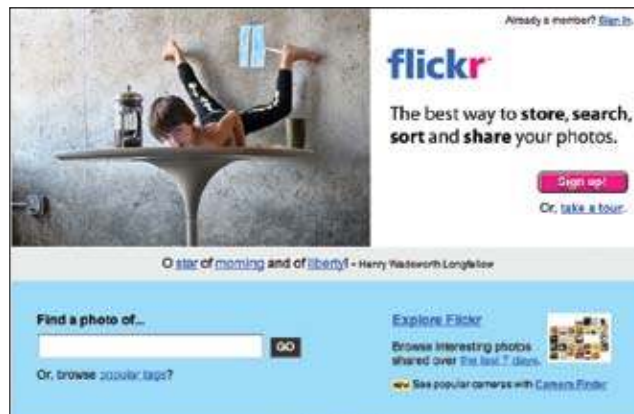 Already a member? Sign In.
flickr
The best way to store, search,
sort and share your photos.
Sign up!
Or, take a tour.
O star of morning and of liberty! - Henry Wadsworth Longfellow
Find a photo of...
GO
Or, browse popular tags?
Explore Flickr
Browse interesting photos
shared over the last 7 days.
new See popular cameras with Camera Finder